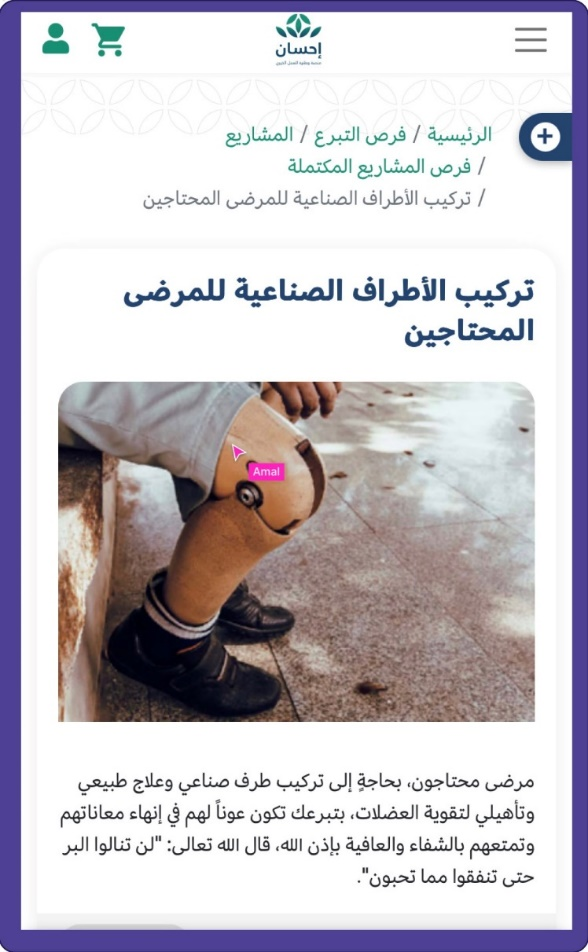 إحسان
الرئيسية / فرص التبرع / المشاريع
/ فرص المشاريع المكتملة
/ تركيب الأطراف الصناعية للمرضى المحتاجين
تركيب الأطراف الصناعية للمرضى
المحتاجين
Amal
مرضى محتاجون، بحاجةٍ إلى تركيب طرف صناعي وعلاج طبيعي
وتأهيلي لتقوية العضلات، بتبرعك تكون عوناً لهم في إنهاء معاناتهم
وتمتعهم بالشفاء والعافية بإذن الله، قال الله تعالى: "لن تنالوا البر
حتى تنفقوا مما تحبون".